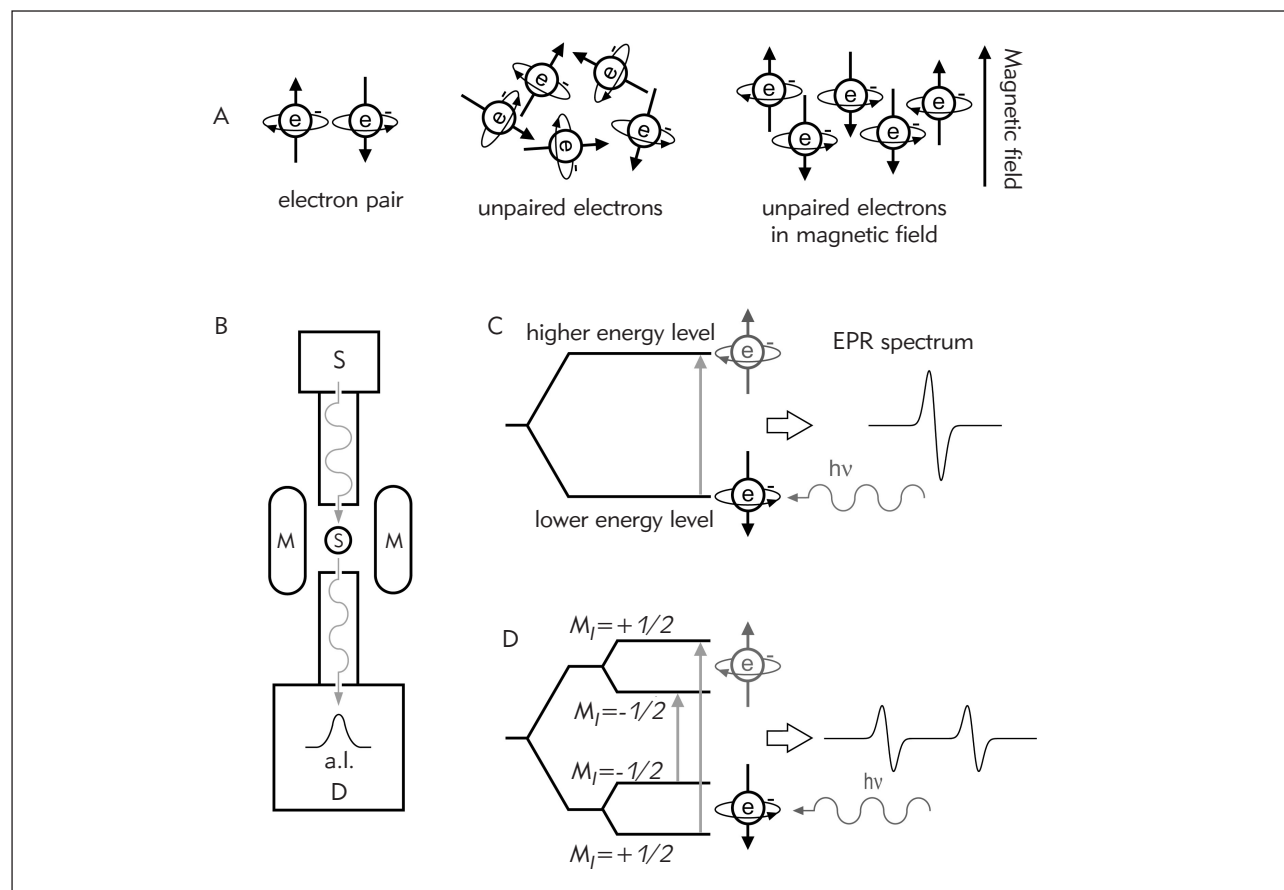 A
e
-
e
-
electron pair
e
-
e
-
e
-
e
-
e
-
unpaired electrons
e
-
e
-
e
-
e
-
e
-
unpaired electrons
in magnetic field
Magnetic field
B
S
M
S
M
a.l.
D
C
higher energy level
e
-
EPR spectrum
hν
e
-
lower energy level
D
M_I=+1/2
e
-
M_I=-1/2
M_I=-1/2
hν
e
-
M_I=+1/2